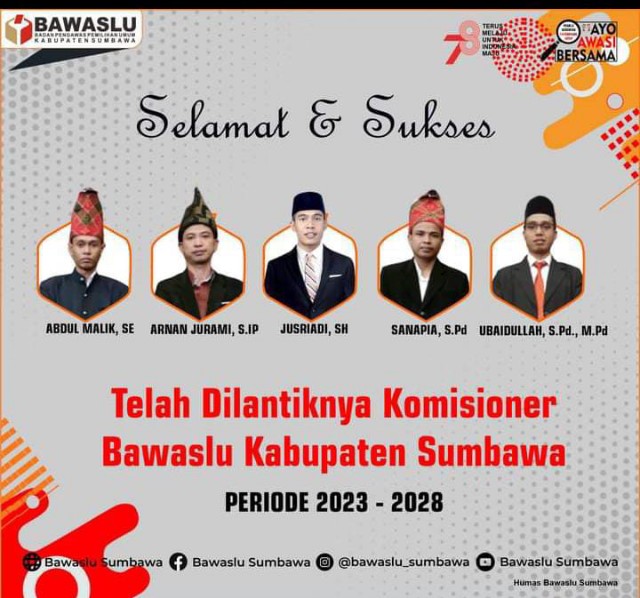 BAWASLU
BADAN PENGAWAS PEMILIHAN UMUM
KABUPATEN SUMBAWA
78
TERUS
MELAJU
UNTUK
INDONESIA
MAJU
AYO
AWASI
BERSAMA
Selamat & Sukses
ABDUL MALIK, SE
ARNAN JURAMI, S.IP
JUSRIADI, SH
SANAPIA, S.Pd
UBAIDULLAH, S.Pd., M.Pd
Telah Dilantiknya Komisioner
Bawaslu Kabupaten Sumbawa
PERIODE 2023 - 2028
Bawaslu Sumbawa Bawaslu Sumbawa @bawaslu_sumbawa Bawaslu Sumbawa
Humas Bawaslu Sumbawa